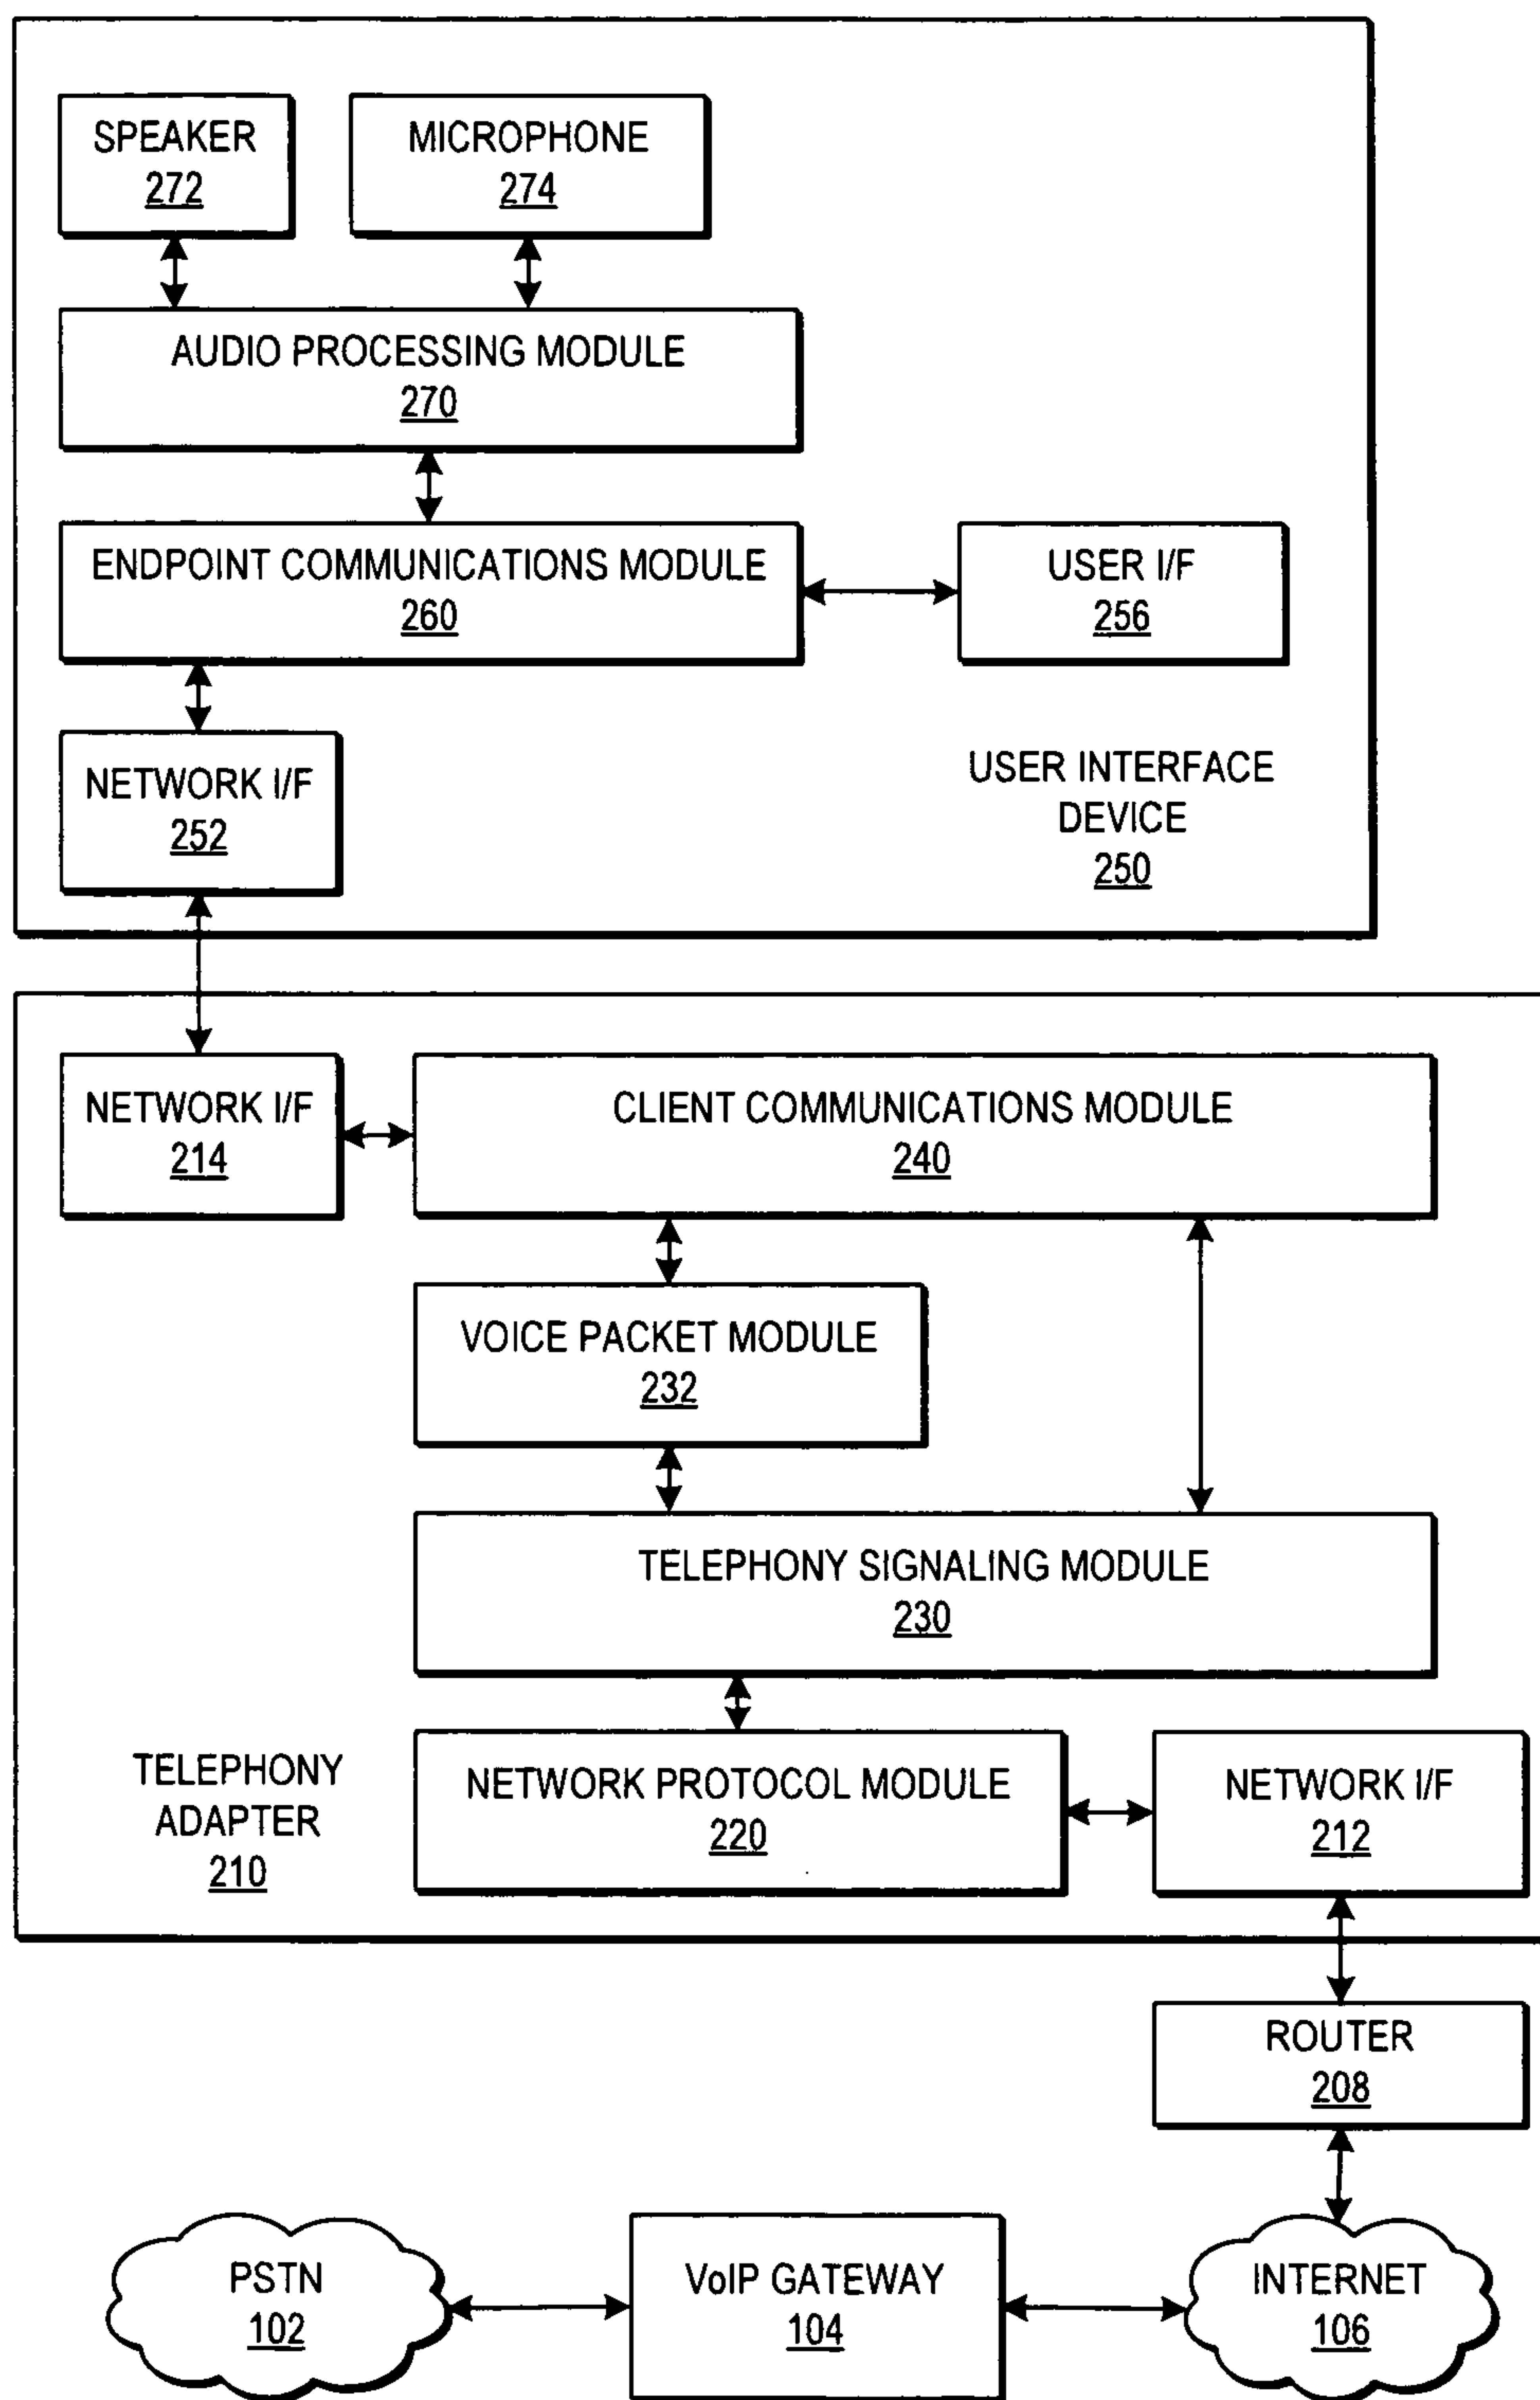 SPEAKER
272
MICROPHONE
274
AUDIO PROCESSING MODULE
270
ENDPOINT COMMUNICATIONS MODULE
260
USER I/F
256
NETWORK I/F
252
USER INTERFACE
DEVICE
250
NETWORK I/F
214
CLIENT COMMUNICATIONS MODULE
240
VOICE PACKET MODULE
232
TELEPHONY SIGNALING MODULE
230
TELEPHONY
ADAPTER
210
NETWORK PROTOCOL MODULE
220
NETWORK I/F
212
ROUTER
208
PSTN
102
VoIP GATEWAY
104
INTERNET
106